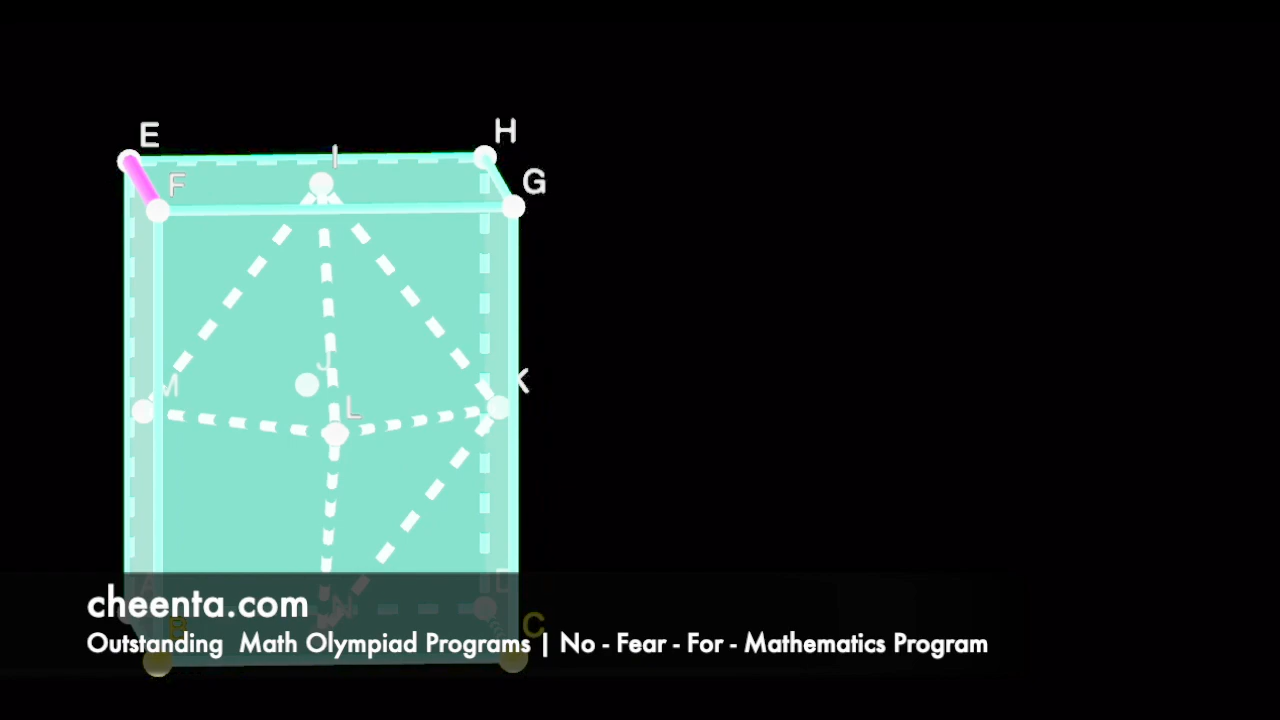 E
H
I
F
G
J
M
K
L
A
D
N
B
C
cheenta.com
Outstanding Math Olympiad Programs | No - Fear - For - Mathematics Program